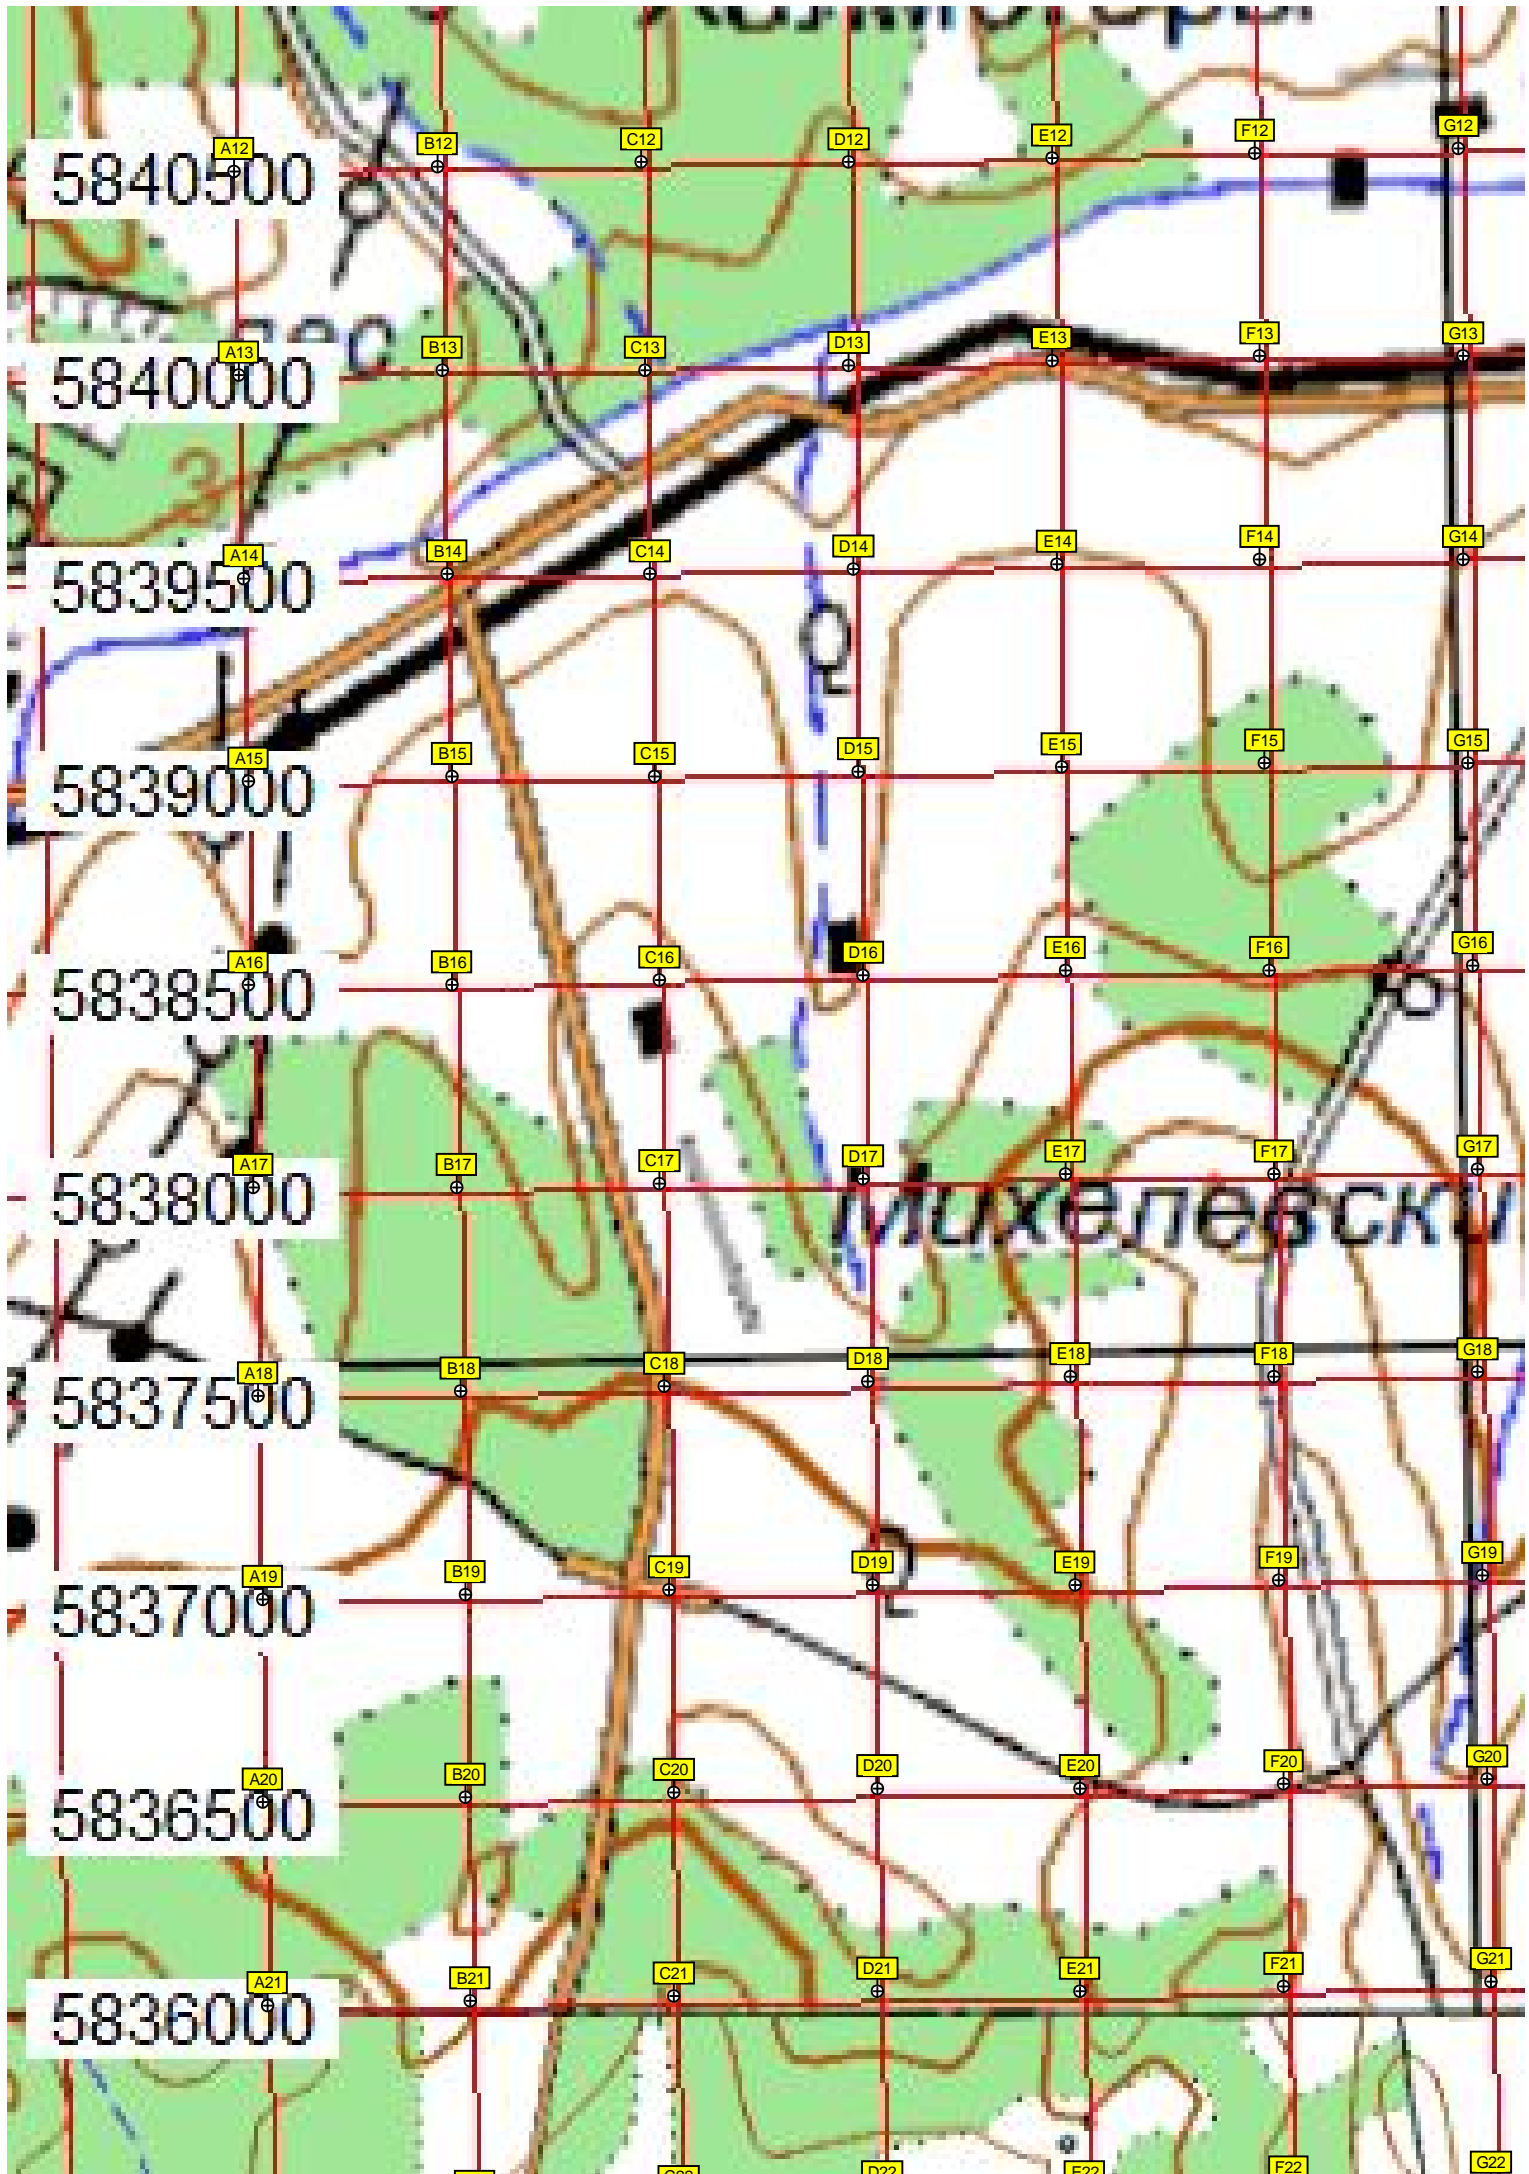 A12 B12 C12 D12 E12 F12 G12
5840500
A13 B13 C13 D13 E13 F13 G13
5840000
3
A14 B14 C14 D14 E14 F14 G14
5839500
A15 B15 C15 D15 E15 F15 G15
5839000
A16 B16 C16 D16 E16 F16 G16
5838500
A17 B17 C17 D17 E17 F17 G17
5838000
Михелевски
A18 B18 C18 D18 E18 F18 G18
5837500
A19 B19 C19 D19 E19 F19 G19
5837000
A20 B20 C20 D20 E20 F20 G20
5836500
A21 B21 C21 D21 E21 F21 G21
5836000
D22 E22 F22 G22